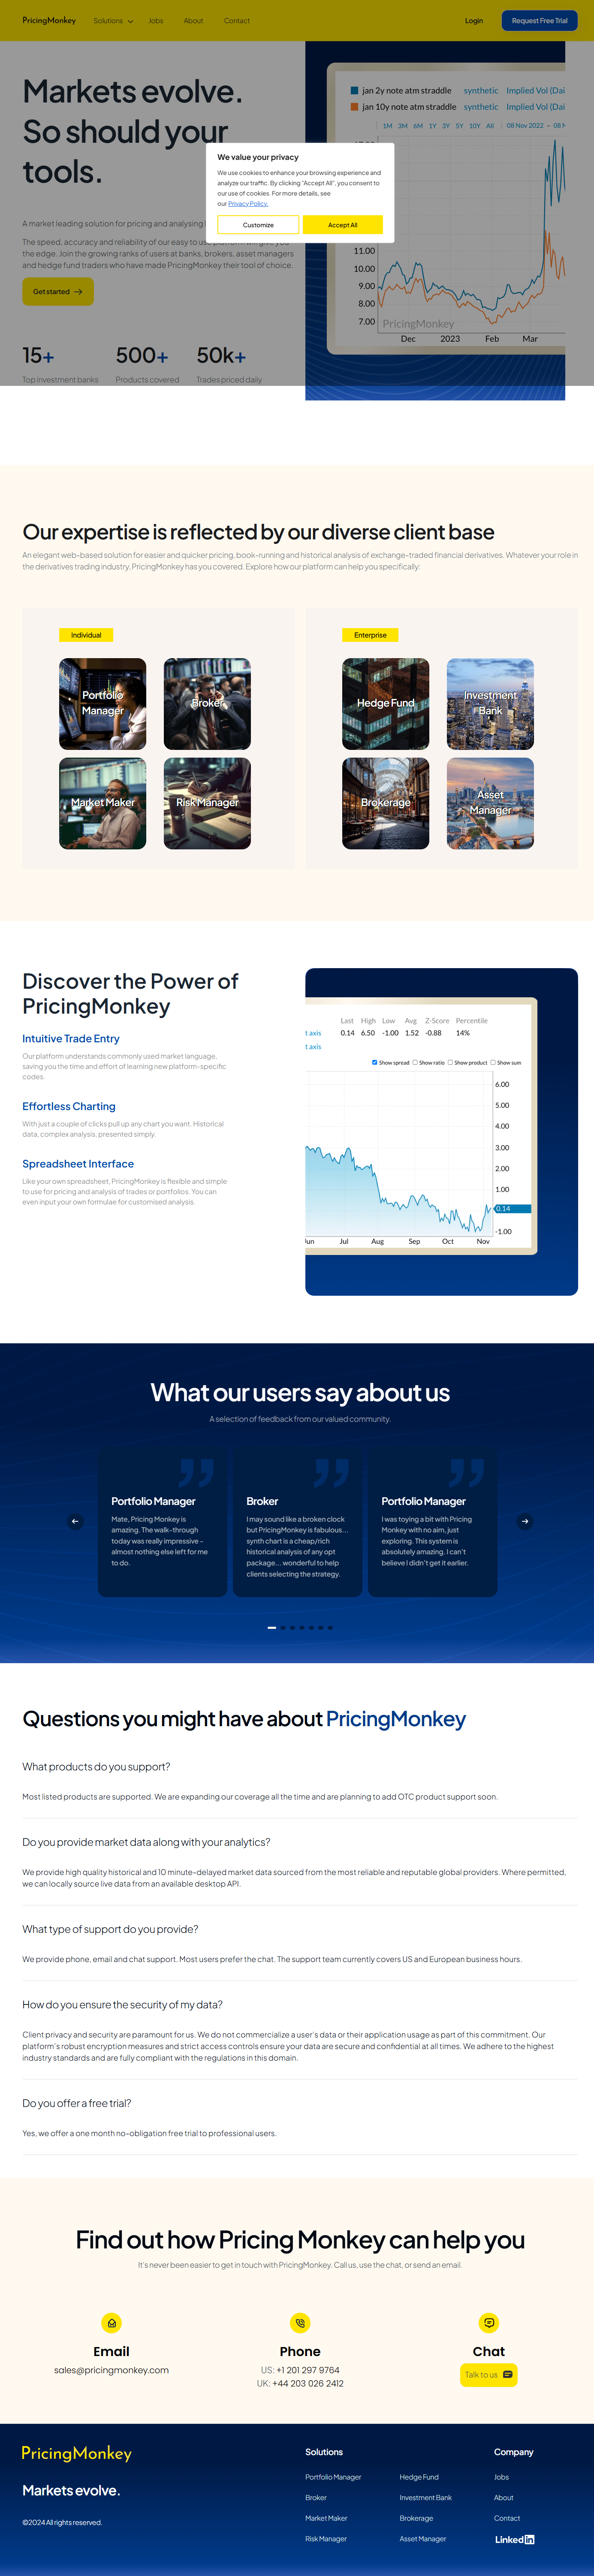 PricingMonkey
Solutions
Jobs
About
Contact
Login
Request Free Trial
Markets evolve.
So should your
tools.
A market leading solution for pricing and analysing
The speed, accuracy and reliability of our easy to use platform will give you
the edge. Join the growing ranks of users at banks, brokers, asset managers
and hedge fund traders who have made PricingMonkey their tool of choice.
Get started
15+
Top investment banks
500+
Products covered
50k+
Trades priced daily
jan 2y note atm straddle synthetic Implied Vol (Dai
jan 10y note atm straddle synthetic Implied Vol (Dai
1M 3M 6M 1Y 3Y 5Y 10Y All 08 Nov 2022 – 08 N
11.00
10.00
9.00
8.00
7.00
PricingMonkey
Dec 2023 Feb Mar
We value your privacy
We use cookies to enhance your browsing experience and
analyze our traffic. By clicking "Accept All", you consent to
our use of cookies. For more details, see
our Privacy Policy.
Customize
Accept All
Our expertise is reflected by our diverse client base
An elegant web-based solution for easier and quicker pricing, book-running and historical analysis of exchange-traded financial derivatives. Whatever your role in
the derivatives trading industry, PricingMonkey has you covered. Explore how our platform can help you specifically:
Individual
Portfolio
Manager
Broker
Market Maker
Risk Manager
Enterprise
Hedge Fund
Investment
Bank
Brokerage
Asset
Manager
Discover the Power of
PricingMonkey
Intuitive Trade Entry
Our platform understands commonly used market language,
saving you the time and effort of learning new platform-specific
codes.
Effortless Charting
With just a couple of clicks pull up any chart you want. Historical
data, complex analysis, presented simply.
Spreadsheet Interface
Like your own spreadsheet, PricingMonkey is flexible and simple
to use for pricing and analysis of trades or portfolios. You can
even input your own formulae for customised analysis.
Last High Low Avg Z-Score Percentile
t axis 0.14 6.50 -1.00 1.52 -0.88 14%
t axis
Show spread Show ratio Show product Show sum
6.00
5.00
4.00
3.00
2.00
1.00
0.14
-1.00
Jun Jul Aug Sep Oct Nov
What our users say about us
A selection of feedback from our valued community.
Portfolio Manager
Mate, Pricing Monkey is
amazing. The walk-through
today was really impressive –
almost nothing else left for me
to do.
Broker
I may sound like a broken clock
but PricingMonkey is fabulous...
synth chart is a cheap/rich
historical analysis of any opt
package... wonderful to help
clients selecting the strategy.
Portfolio Manager
I was toying a bit with Pricing
Monkey with no aim, just
exploring. This system is
absolutely amazing. I can't
believe I didn't get it earlier.
Questions you might have about PricingMonkey
What products do you support?
Most listed products are supported. We are expanding our coverage all the time and are planning to add OTC product support soon.
Do you provide market data along with your analytics?
We provide high quality historical and 10 minute-delayed market data sourced from the most reliable and reputable global providers. Where permitted,
we can locally source live data from an available desktop API.
What type of support do you provide?
We provide phone, email and chat support. Most users prefer the chat. The support team currently covers US and European business hours.
How do you ensure the security of my data?
Client privacy and security are paramount for us. We do not commercialize a user's data or their application usage as part of this commitment. Our
platform's robust encryption measures and strict access controls ensure your data are secure and confidential at all times. We adhere to the highest
industry standards and are fully compliant with the regulations in this domain.
Do you offer a free trial?
Yes, we offer a one month no-obligation free trial to professional users.
Find out how Pricing Monkey can help you
It's never been easier to get in touch with PricingMonkey. Call us, use the chat, or send an email.
Email
sales@pricingmonkey.com
Phone
US: +1 201 297 9764
UK: +44 203 026 2412
Chat
Talk to us
PricingMonkey
Markets evolve.
©2024 All rights reserved.
Solutions
Portfolio Manager
Broker
Market Maker
Risk Manager
Hedge Fund
Investment Bank
Brokerage
Asset Manager
Company
Jobs
About
Contact
Linked in